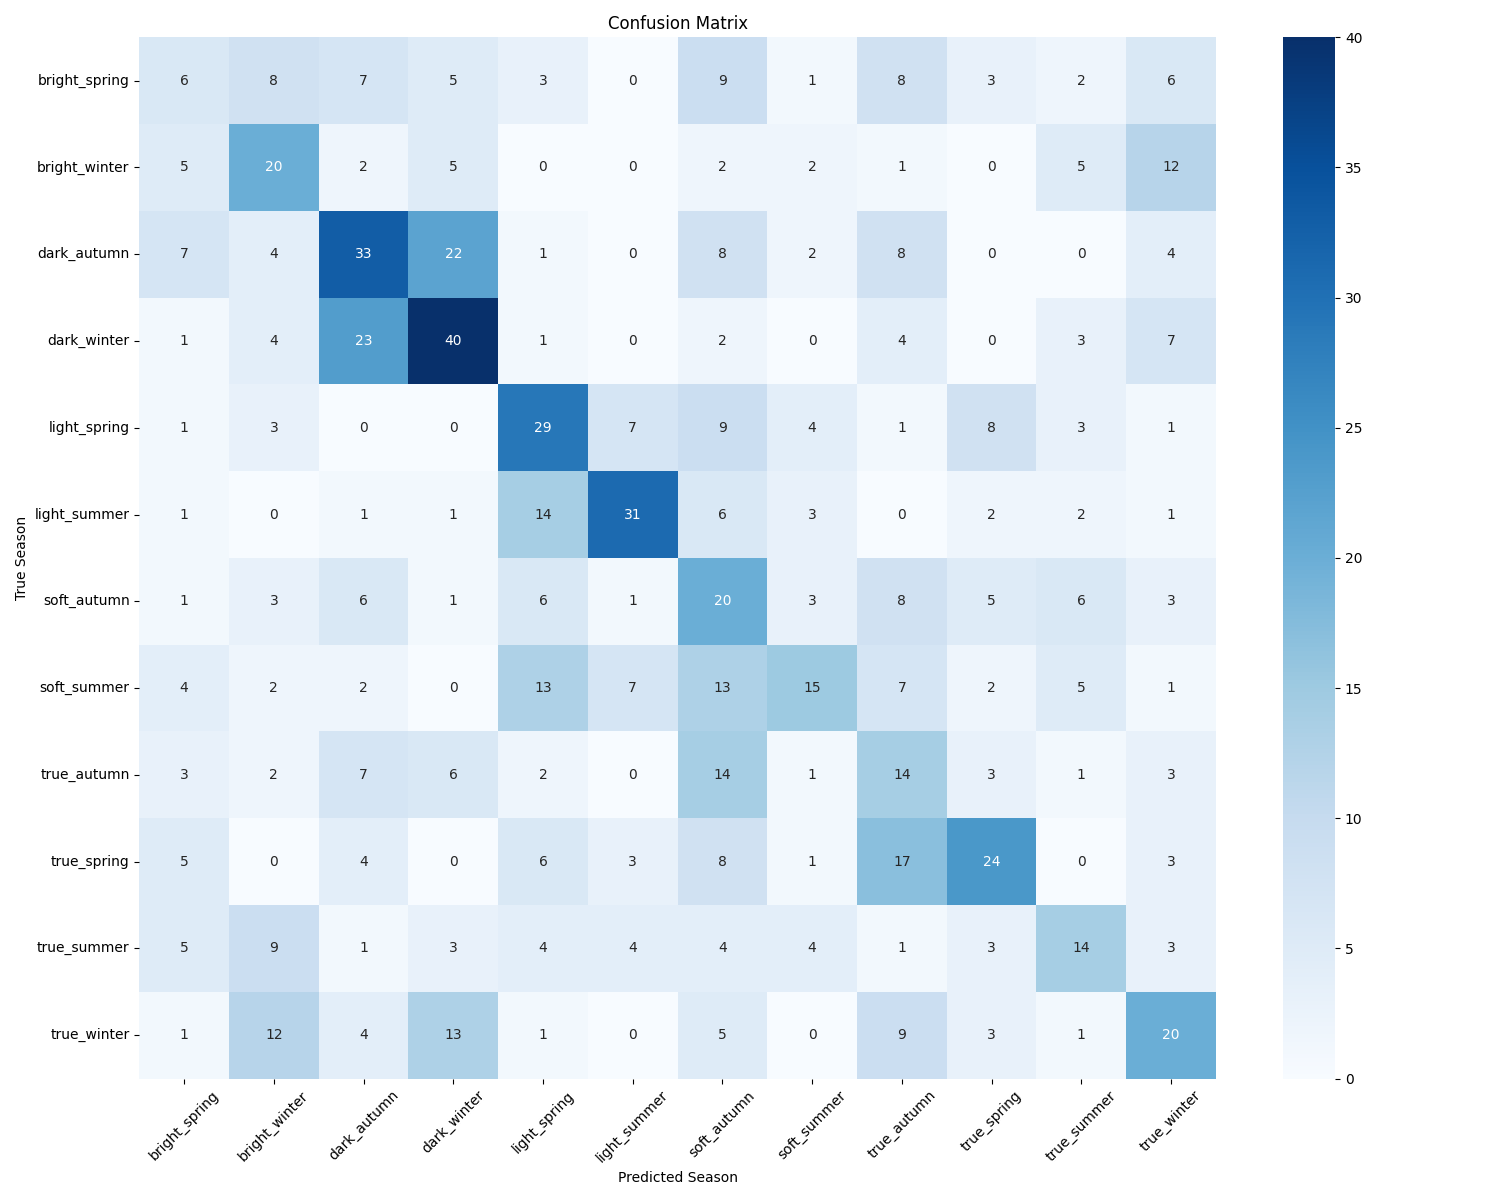 Confusion Matrix
bright_spring 6 8 7 5 3 0 9 1 8 3 2 6
bright_winter 5 20 2 5 0 0 2 2 1 0 5 12
dark_autumn 7 4 33 22 1 0 8 2 8 0 0 4
dark_winter 1 4 23 40 1 0 2 0 4 0 3 7
light_spring 1 3 0 0 29 7 9 4 1 8 3 1
light_summer 1 0 1 1 14 31 6 3 0 2 2 1
soft_autumn 1 3 6 1 6 1 20 3 8 5 6 3
soft_summer 4 2 2 0 13 7 13 15 7 2 5 1
true_autumn 3 2 7 6 2 0 14 1 14 3 1 3
true_spring 5 0 4 0 6 3 8 1 17 24 0 3
true_summer 5 9 1 3 4 4 4 4 1 3 14 3
true_winter 1 12 4 13 1 0 5 0 9 3 1 20
bright_spring bright_winter dark_autumn dark_winter light_spring light_summer soft_autumn soft_summer true_autumn true_spring true_summer true_winter
Predicted Season
True Season
40
35
30
25
20
15
10
5
0